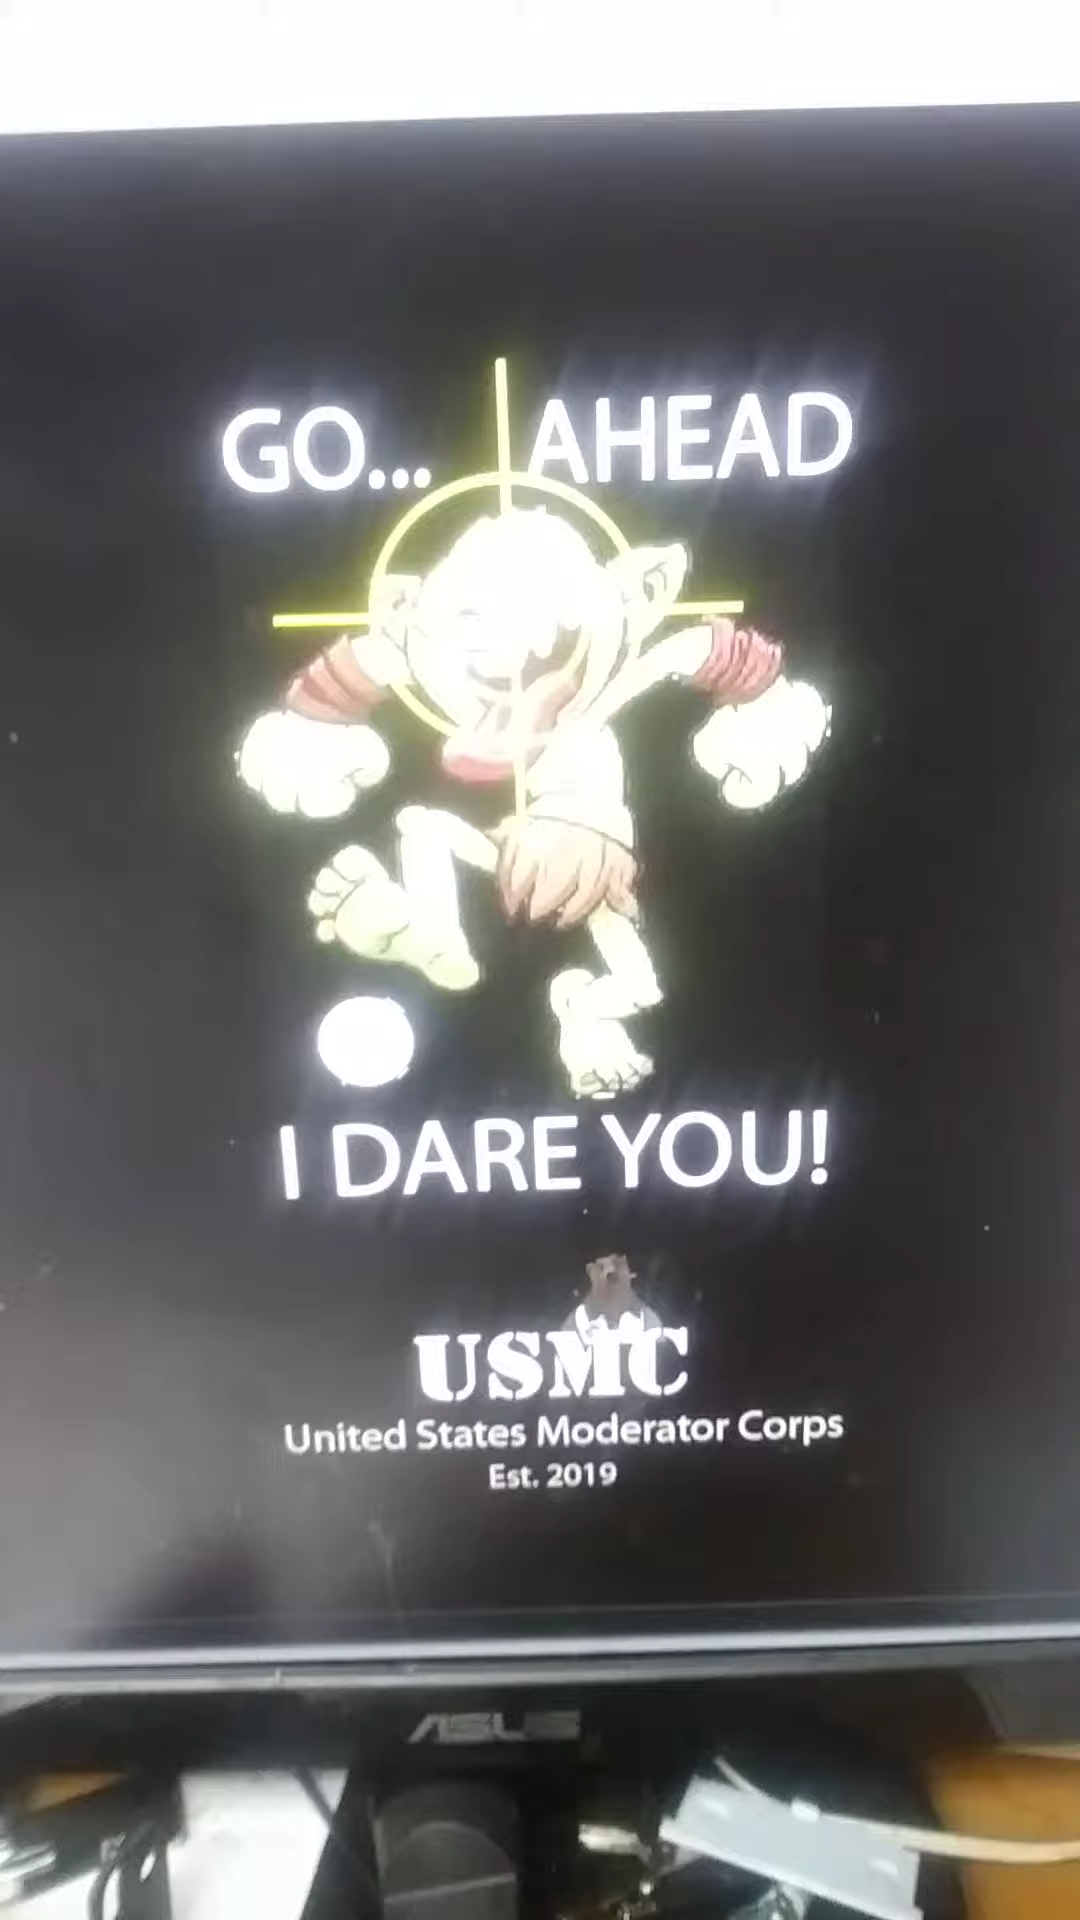 GO... AHEAD
I DARE YOU!
USMC
United States Moderator Corps
Est. 2019
ASUS